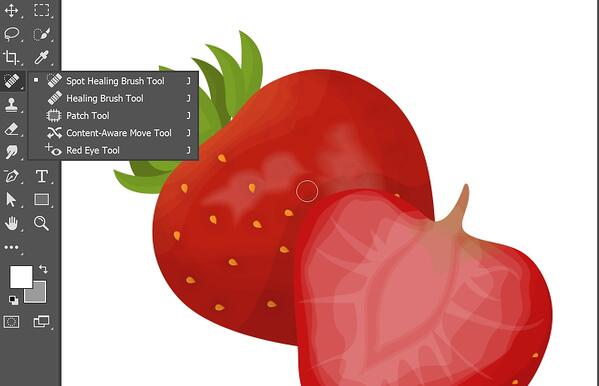 Spot Healing Brush Tool J
Healing Brush Tool J
Patch Tool J
Content-Aware Move Tool J
Red Eye Tool J
T